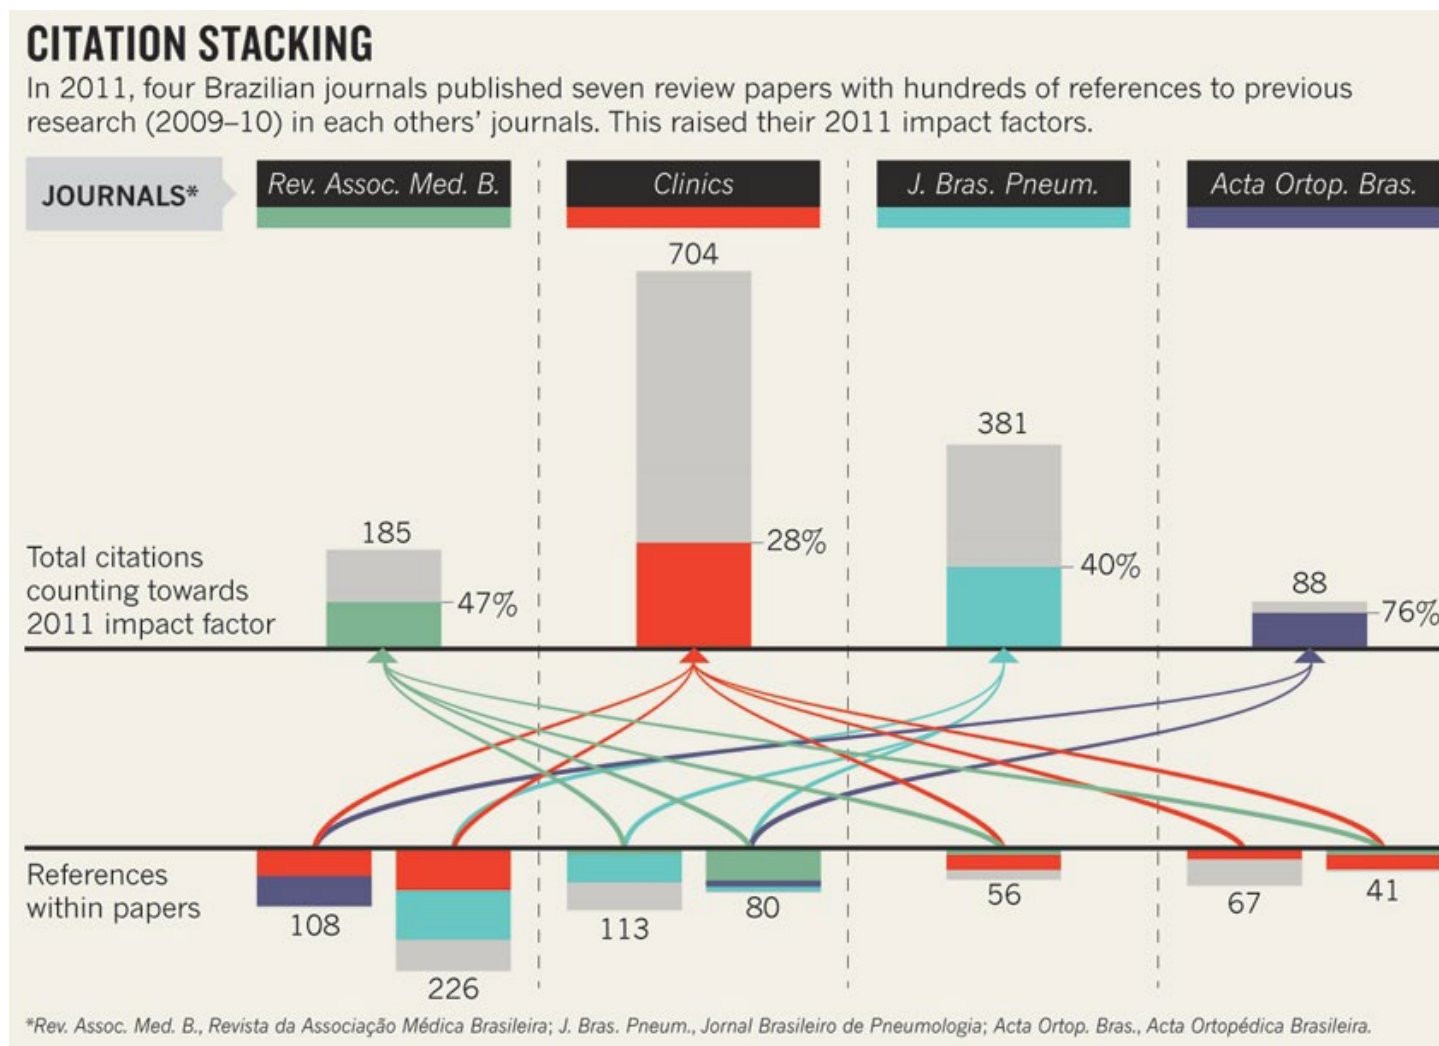 CITATION STACKING
In 2011, four Brazilian journals published seven review papers with hundreds of references to previous
research (2009–10) in each others’ journals. This raised their 2011 impact factors.
JOURNALS*
Rev. Assoc. Med. B.
Clinics
J. Bras. Pneum.
Acta Ortop. Bras.
704
381
185
88
28%
40%
47%
76%
Total citations
counting towards
2011 impact factor
References
within papers
108
226
113
80
56
67
41
*Rev. Assoc. Med. B., Revista da Associação Médica Brasileira; J. Bras. Pneum., Jornal Brasileiro de Pneumologia; Acta Ortop. Bras., Acta Ortopédica Brasileira.